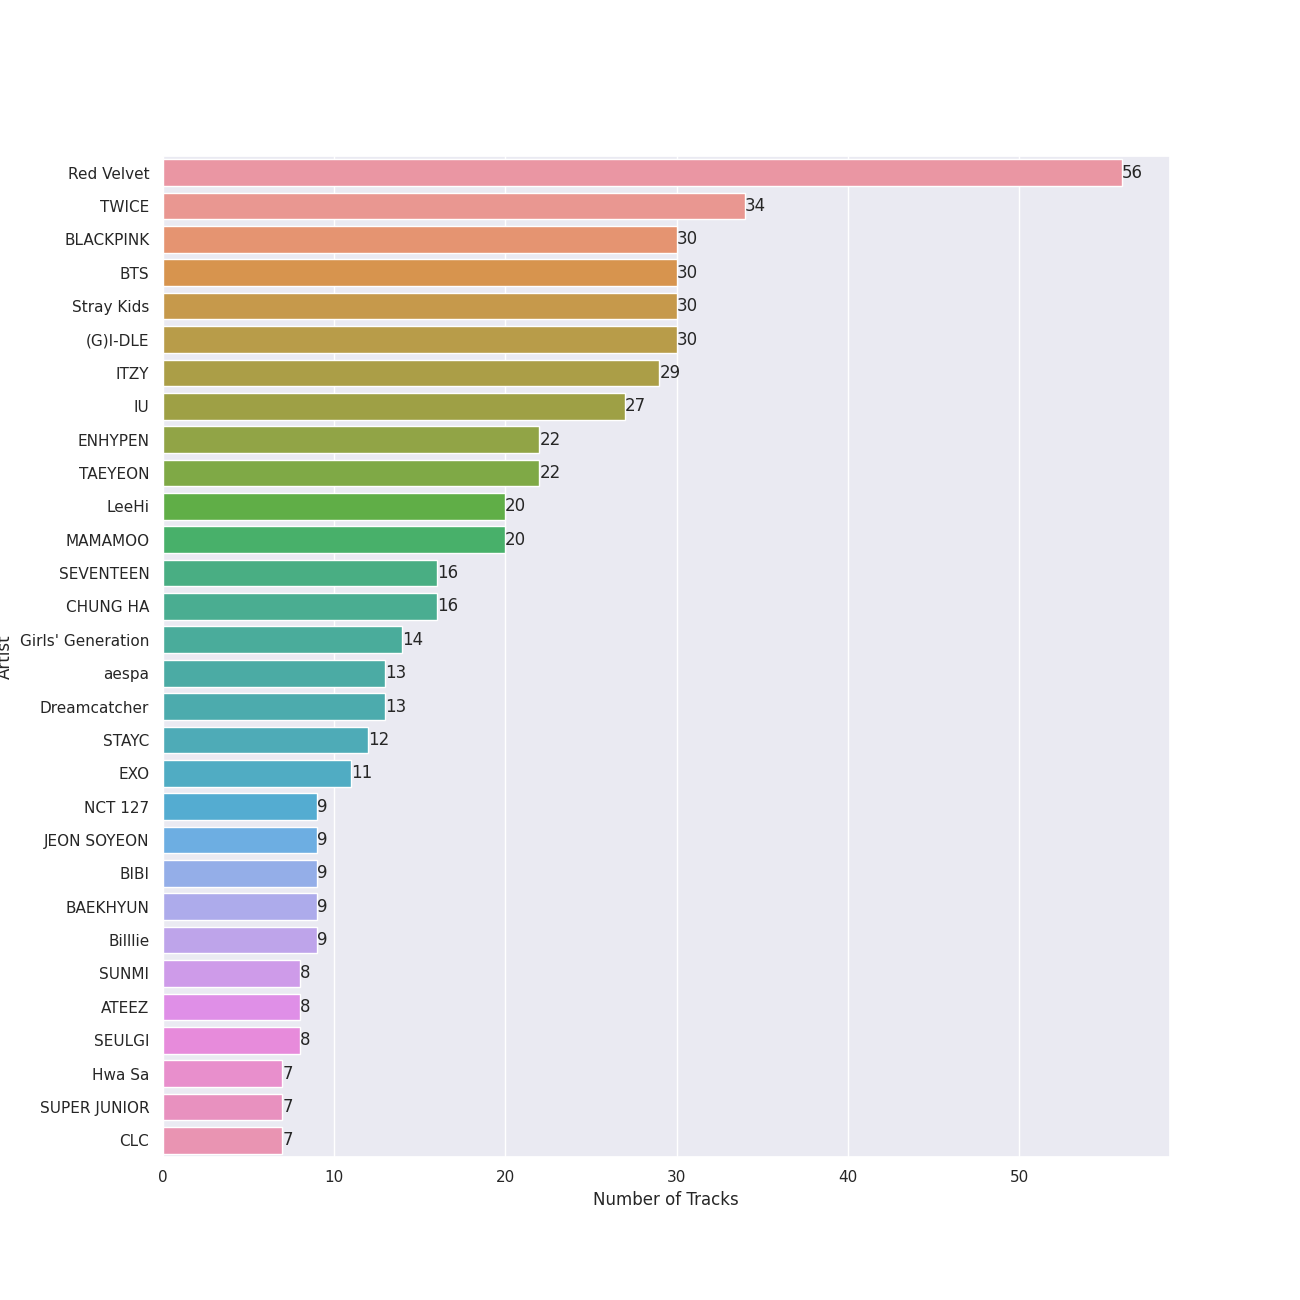 Red Velvet 56
TWICE 34
BLACKPINK 30
BTS 30
Stray Kids 30
(G)I-DLE 30
ITZY 29
IU 27
ENHYPEN 22
TAEYEON 22
LeeHi 20
MAMAMOO 20
SEVENTEEN 16
CHUNG HA 16
Girls' Generation 14
aespa 13
Dreamcatcher 13
STAYC 12
EXO 11
NCT 127 9
JEON SOYEON 9
BIBI 9
BAEKHYUN 9
Billlie 9
SUNMI 8
ATEEZ 8
SEULGI 8
Hwa Sa 7
SUPER JUNIOR 7
CLC 7
Artist
0 10 20 30 40 50
Number of Tracks